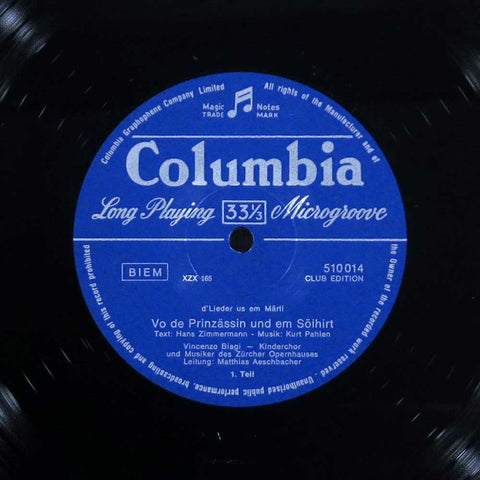 Columbia Graphophone Company Limited
All rights of the Manufacturer and of
the Owner of the recorded work reserved. Unauthorised public performance, broadcasting and copying of this record prohibited
Magic Notes
TRADE MARK
Columbia
Long Playing 33⅓ Microgroove
BIEM
XZX 165
510014
CLUB EDITION
d'Lieder us em Märli
Vo de Prinzässin und em Söihirt
Text: Hans Zimmermann - Musik: Kurt Pahlen
Vincenzo Biagi – Kinderchor
und Musiker des Zürcher Opernhauses
Leitung: Matthias Aeschbacher
1. Teil